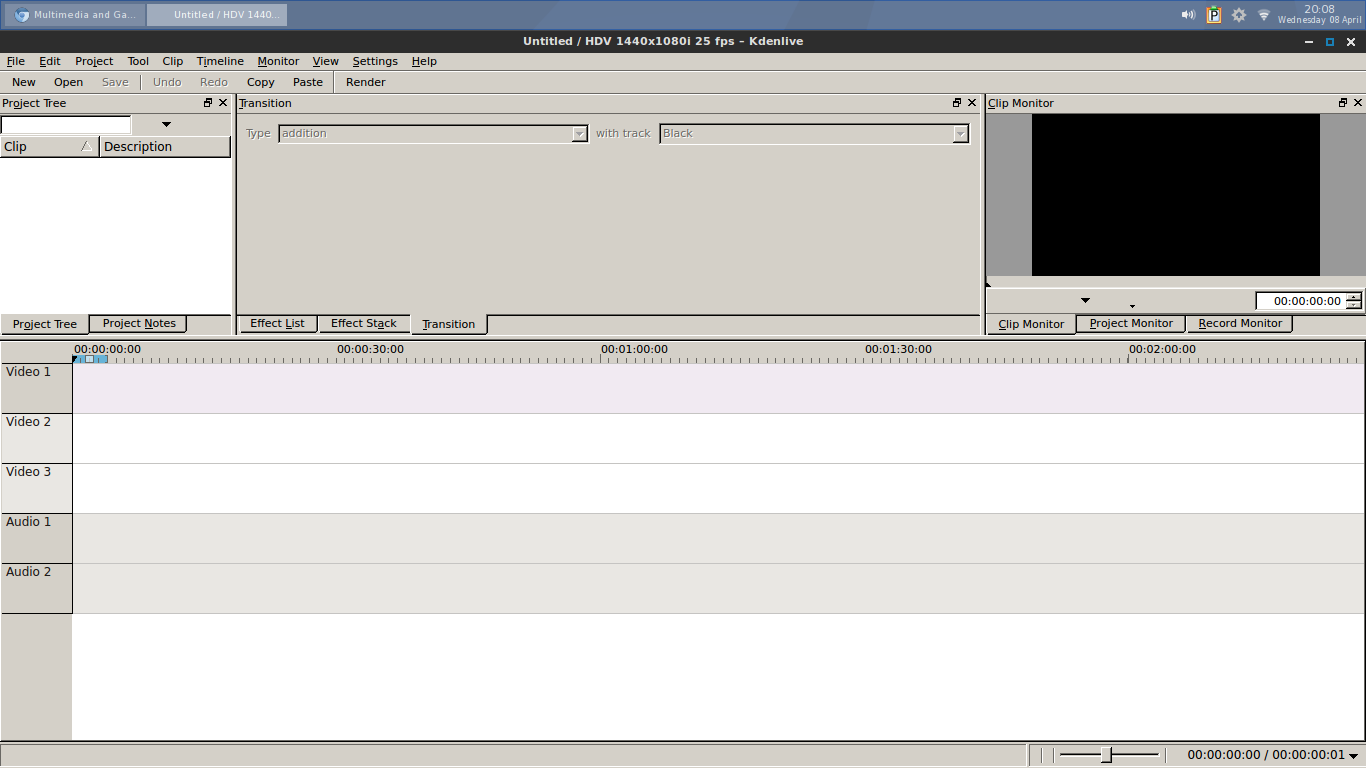 Multimedia and Ga...
Untitled / HDV 1440...
20:08
Wednesday 08 April
Untitled / HDV 1440x1080i 25 fps – Kdenlive
File Edit Project Tool Clip Timeline Monitor View Settings Help
New Open Save Undo Redo Copy Paste Render
Project Tree
Transition
Clip Monitor
Type addition with track Black
Clip Description
00:00:00:00
Project Tree Project Notes
Effect List Effect Stack Transition
Clip Monitor Project Monitor Record Monitor
00:00:00:00 00:00:30:00 00:01:00:00 00:01:30:00 00:02:00:00
Video 1
Video 2
Video 3
Audio 1
Audio 2
00:00:00:00 / 00:00:00:01